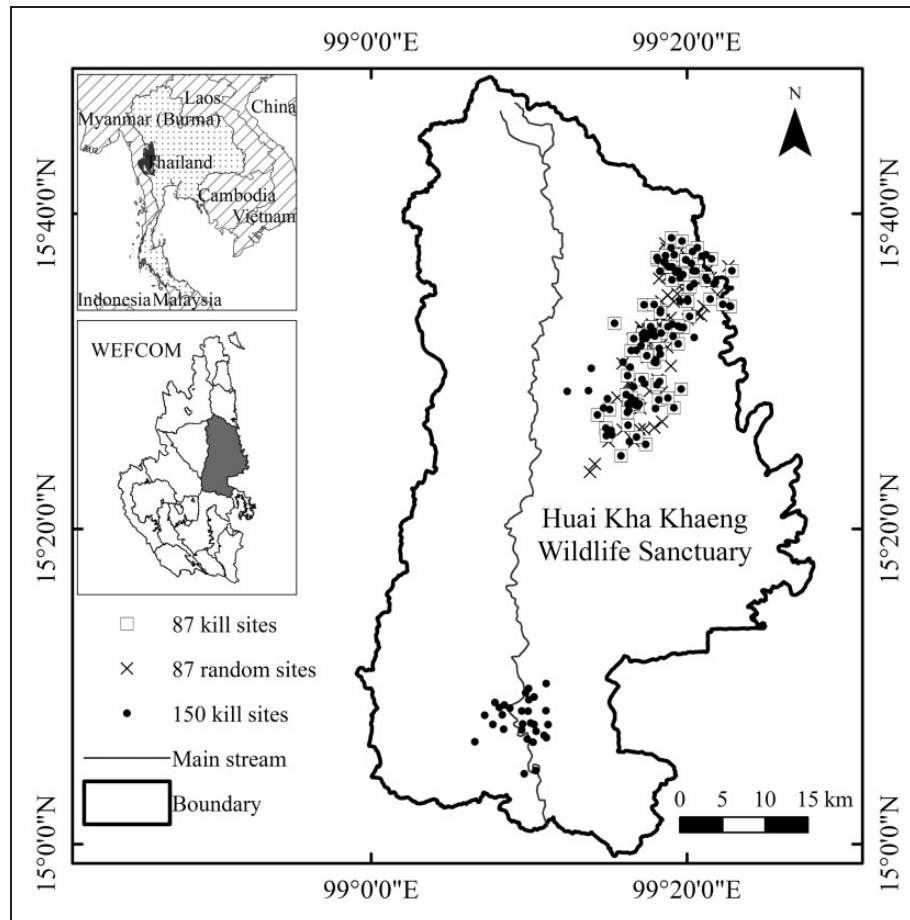 99°0'0"E 99°20'0"E
N
Laos
China
Myanmar (Burma)
Thailand
Cambodia
Vietnam
Indonesia Malaysia
WEFCOM
15°40'0"N 15°40'0"N
15°20'0"N 15°20'0"N
15°0'0"N 15°0'0"N
Huai Kha Khaeng
Wildlife Sanctuary
87 kill sites
87 random sites
150 kill sites
Main stream
Boundary
0 5 10 15 km
99°0'0"E 99°20'0"E